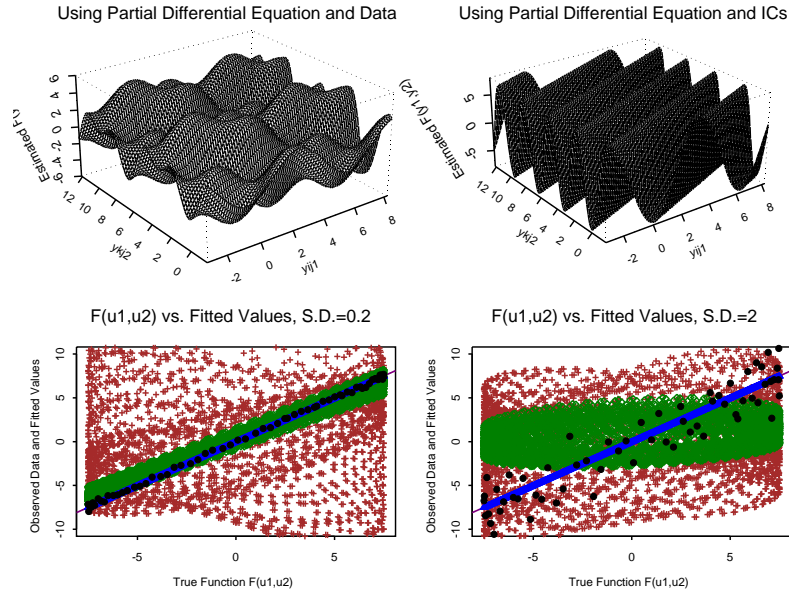 Using Partial Differential Equation and Data
Using Partial Differential Equation and ICs
Estimated F(
-6 -4 -2 0 2 4 6
ykj2
12 10 8 6 4 2 0
yij1
-2 0 2 4 6 8
Estimated F(y1,y2)
-5 0 5
ykj2
12 10 8 6 4 2 0
yij1
-2 0 2 4 6 8
F(u1,u2) vs. Fitted Values, S.D.=0.2
Observed Data and Fitted Values
-10 -5 0 5 10
-5 0 5
True Function F(u1,u2)
F(u1,u2) vs. Fitted Values, S.D.=2
Observed Data and Fitted Values
-10 -5 0 5 10
-5 0 5
True Function F(u1,u2)